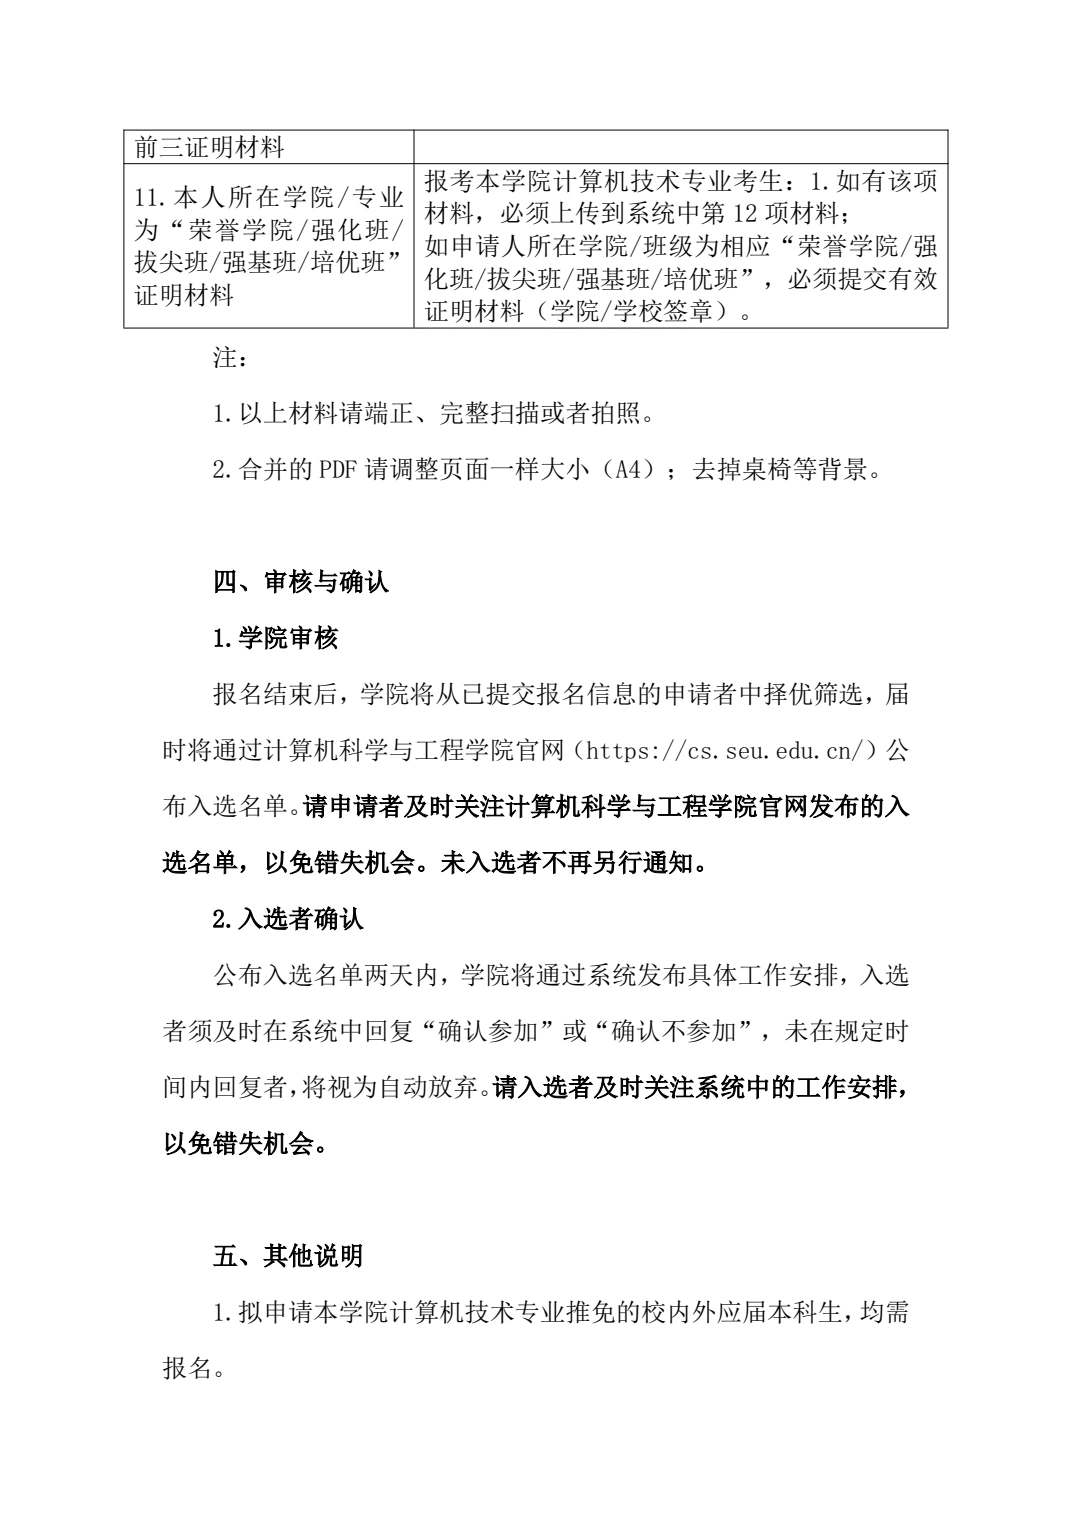 前三证明材料
11.本人所在学院/专业
为“荣誉学院/强化班/
拔尖班/强基班/培优班”
证明材料
报考本学院计算机技术专业考生：1.如有该项
材料，必须上传到系统中第 12 项材料；
如申请人所在学院/班级为相应“荣誉学院/强
化班/拔尖班/强基班/培优班”，必须提交有效
证明材料（学院/学校签章）。
注：
1.以上材料请端正、完整扫描或者拍照。
2.合并的 PDF 请调整页面一样大小（A4）；去掉桌椅等背景。
四、审核与确认
1.学院审核
报名结束后，学院将从已提交报名信息的申请者中择优筛选，届
时将通过计算机科学与工程学院官网（https://cs.seu.edu.cn/）公
布入选名单。请申请者及时关注计算机科学与工程学院官网发布的入
选名单，以免错失机会。未入选者不再另行通知。
2.入选者确认
公布入选名单两天内，学院将通过系统发布具体工作安排，入选
者须及时在系统中回复“确认参加”或“确认不参加”，未在规定时
间内回复者，将视为自动放弃。请入选者及时关注系统中的工作安排，
以免错失机会。
五、其他说明
1.拟申请本学院计算机技术专业推免的校内外应届本科生，均需
报名。